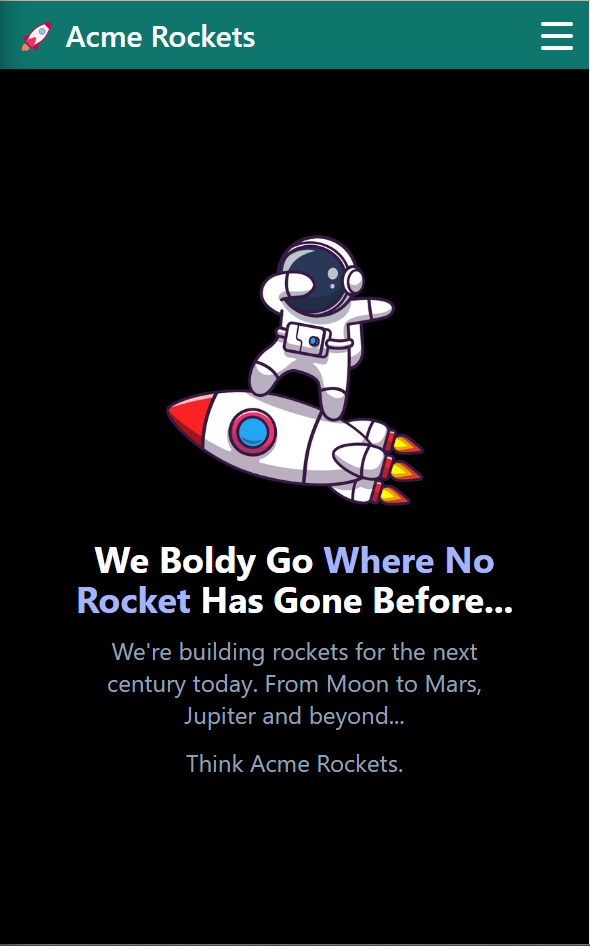 🚀 Acme Rockets
We Boldy Go Where No
Rocket Has Gone Before...
We're building rockets for the next
century today. From Moon to Mars,
Jupiter and beyond...
Think Acme Rockets.